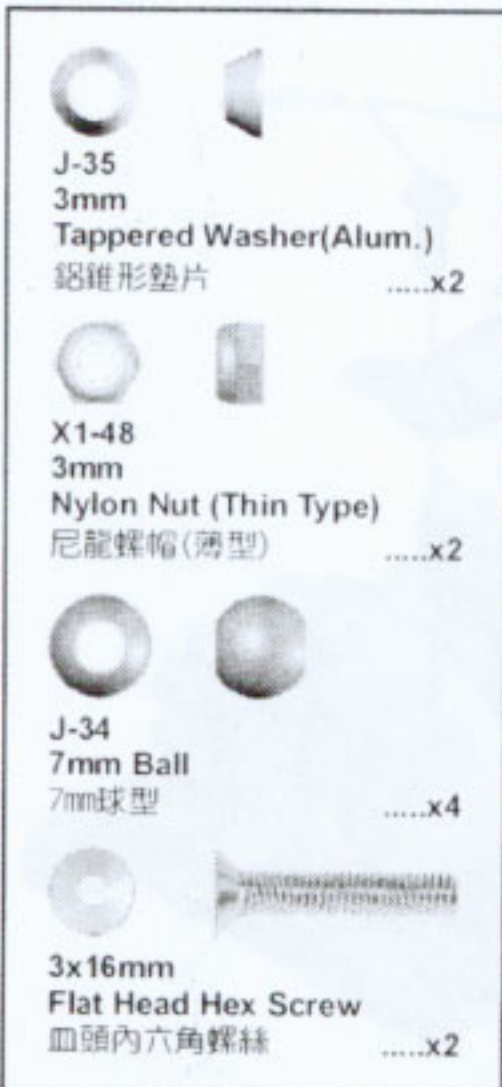 J-35
3mm
Tappered Washer(Alum.)
鋁錐形墊片 .....x2
X1-48
3mm
Nylon Nut (Thin Type)
尼龍螺帽(薄型) .....x2
J-34
7mm Ball
7mm球型 .....x4
3x16mm
Flat Head Hex Screw
皿頭內六角螺絲 .....x2